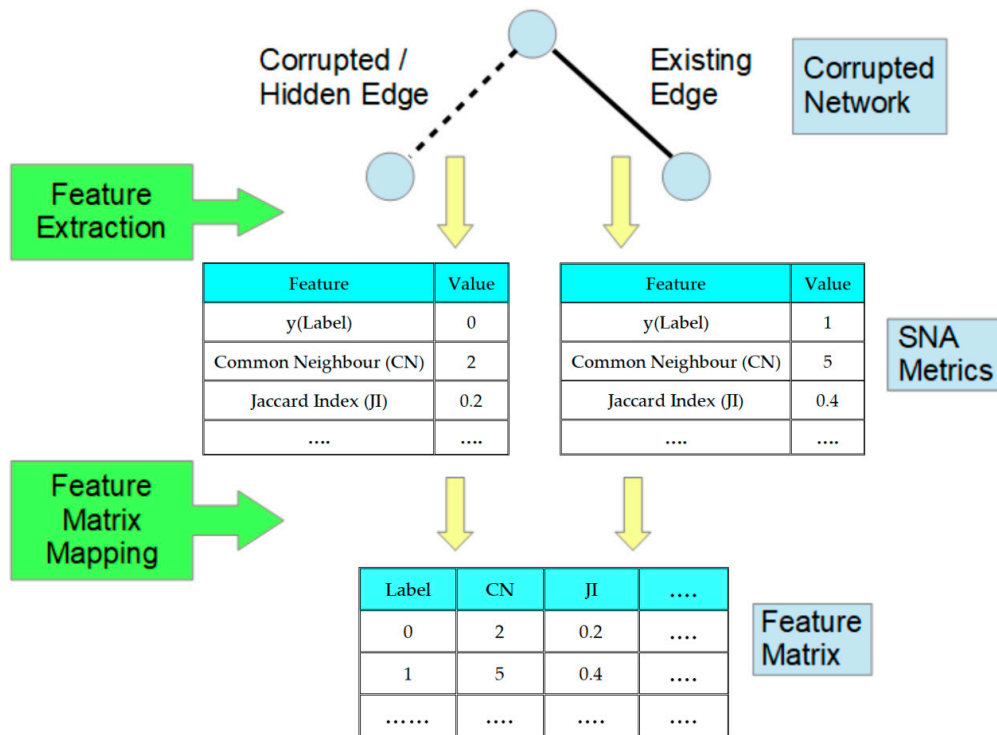 Corrupted /
Hidden Edge
Existing
Edge
Corrupted
Network
Feature
Extraction
Feature Value
y(Label) 0
Common Neighbour (CN) 2
Jaccard Index (JI) 0.2
.... ....
Feature Value
y(Label) 1
Common Neighbour (CN) 5
Jaccard Index (JI) 0.4
.... ....
SNA
Metrics
Feature
Matrix
Mapping
Label CN JI ....
0 2 0.2 ....
1 5 0.4 ....
...... .... .... ....
Feature
Matrix